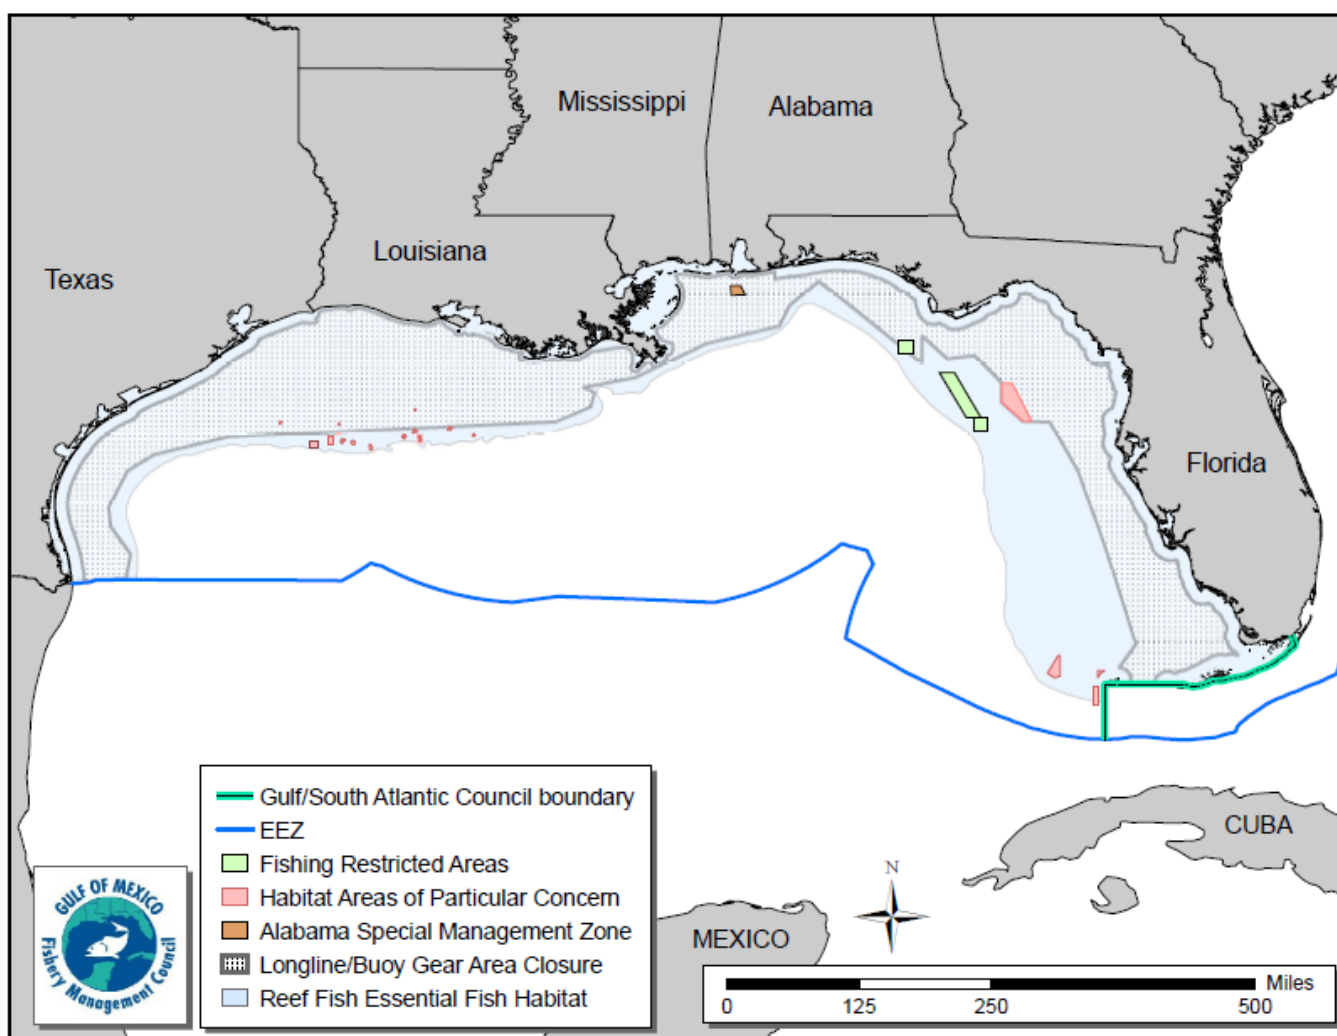 Mississippi
Alabama
Louisiana
Texas
Florida
Gulf/South Atlantic Council boundary
EEZ
Fishing Restricted Areas
Habitat Areas of Particular Concern
Alabama Special Management Zone
Longline/Buoy Gear Area Closure
Reef Fish Essential Fish Habitat
GULF OF MEXICO
Fishery Management Council
CUBA
N
MEXICO
Miles
0 125 250 500